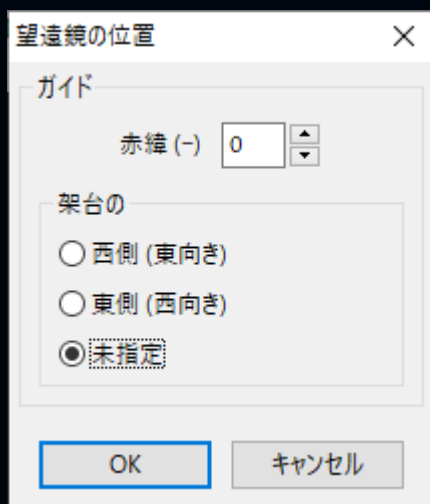 望遠鏡の位置
ガイド
赤緯 (-) 0
架台の
西側 (東向き)
東側 (西向き)
未指定
OK キャンセル